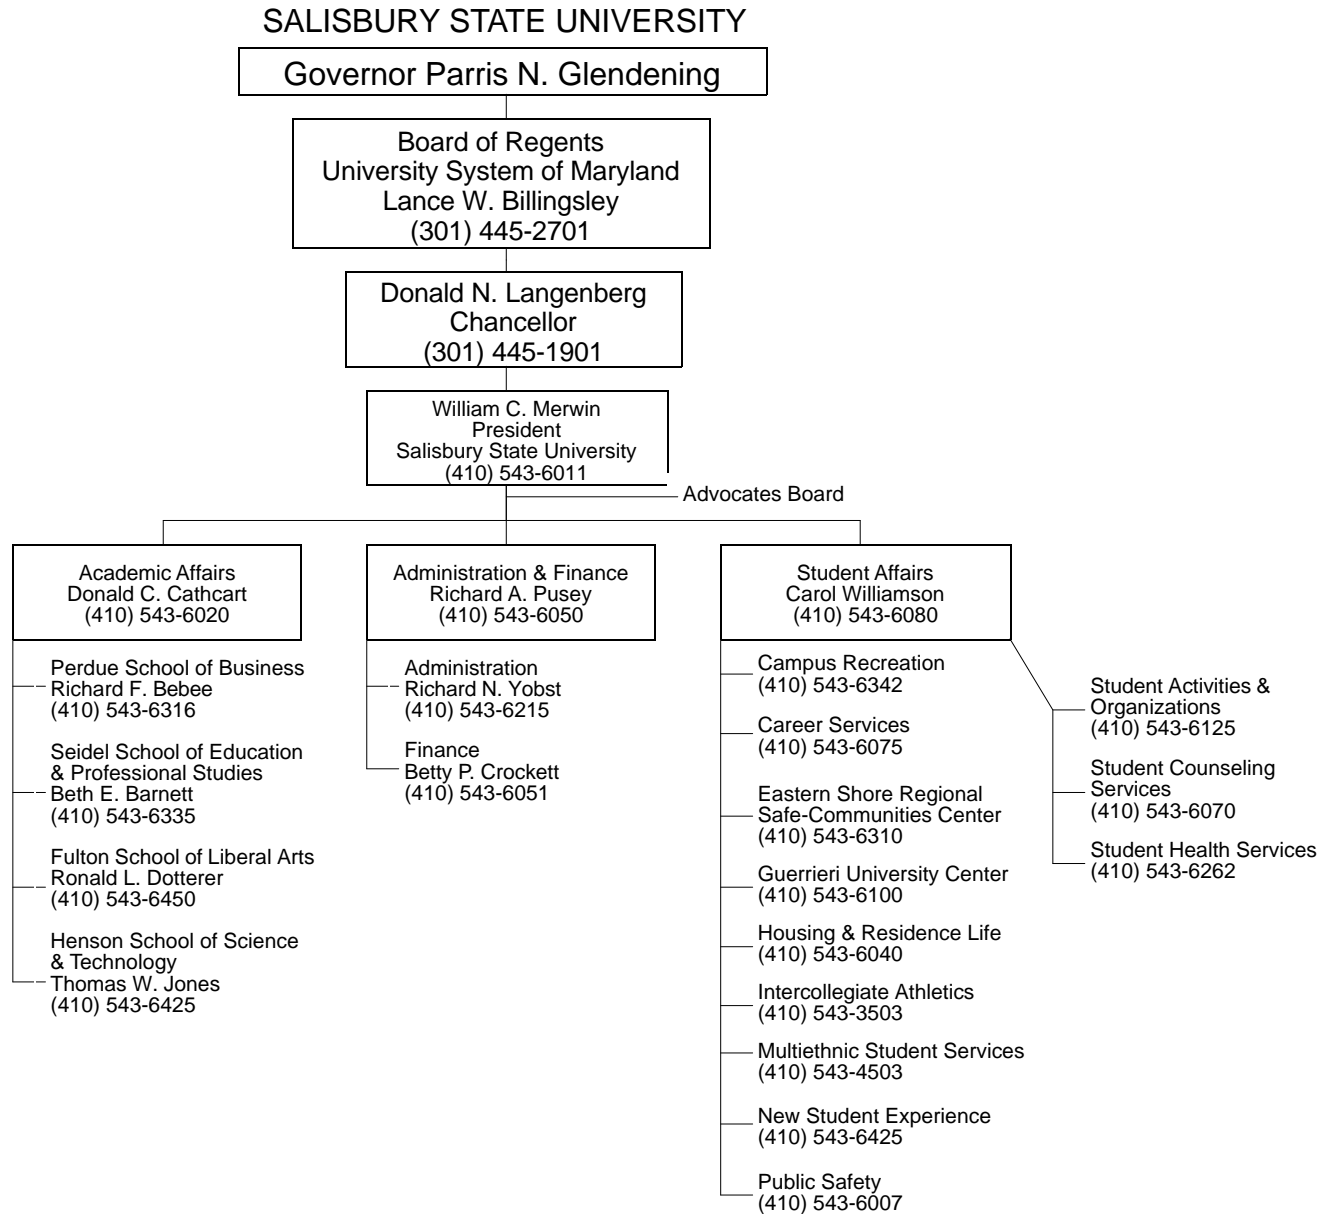 SALISBURY STATE UNIVERSITY
Governor Parris N. Glendening
Board of Regents
University System of Maryland
Lance W. Billingsley
(301) 445-2701
Donald N. Langenberg
Chancellor
(301) 445-1901
William C. Merwin
President
Salisbury State University
(410) 543-6011
Advocates Board
Academic Affairs
Donald C. Cathcart
(410) 543-6020
Perdue School of Business
Richard F. Bebee
(410) 543-6316
Seidel School of Education
& Professional Studies
Beth E. Barnett
(410) 543-6335
Fulton School of Liberal Arts
Ronald L. Dotterer
(410) 543-6450
Henson School of Science
& Technology
Thomas W. Jones
(410) 543-6425
Administration & Finance
Richard A. Pusey
(410) 543-6050
Administration
Richard N. Yobst
(410) 543-6215
Finance
Betty P. Crockett
(410) 543-6051
Student Affairs
Carol Williamson
(410) 543-6080
Campus Recreation
(410) 543-6342
Career Services
(410) 543-6075
Eastern Shore Regional
Safe-Communities Center
(410) 543-6310
Guerrieri University Center
(410) 543-6100
Housing & Residence Life
(410) 543-6040
Intercollegiate Athletics
(410) 543-3503
Multiethnic Student Services
(410) 543-4503
New Student Experience
(410) 543-6425
Public Safety
(410) 543-6007
Student Activities &
Organizations
(410) 543-6125
Student Counseling
Services
(410) 543-6070
Student Health Services
(410) 543-6262